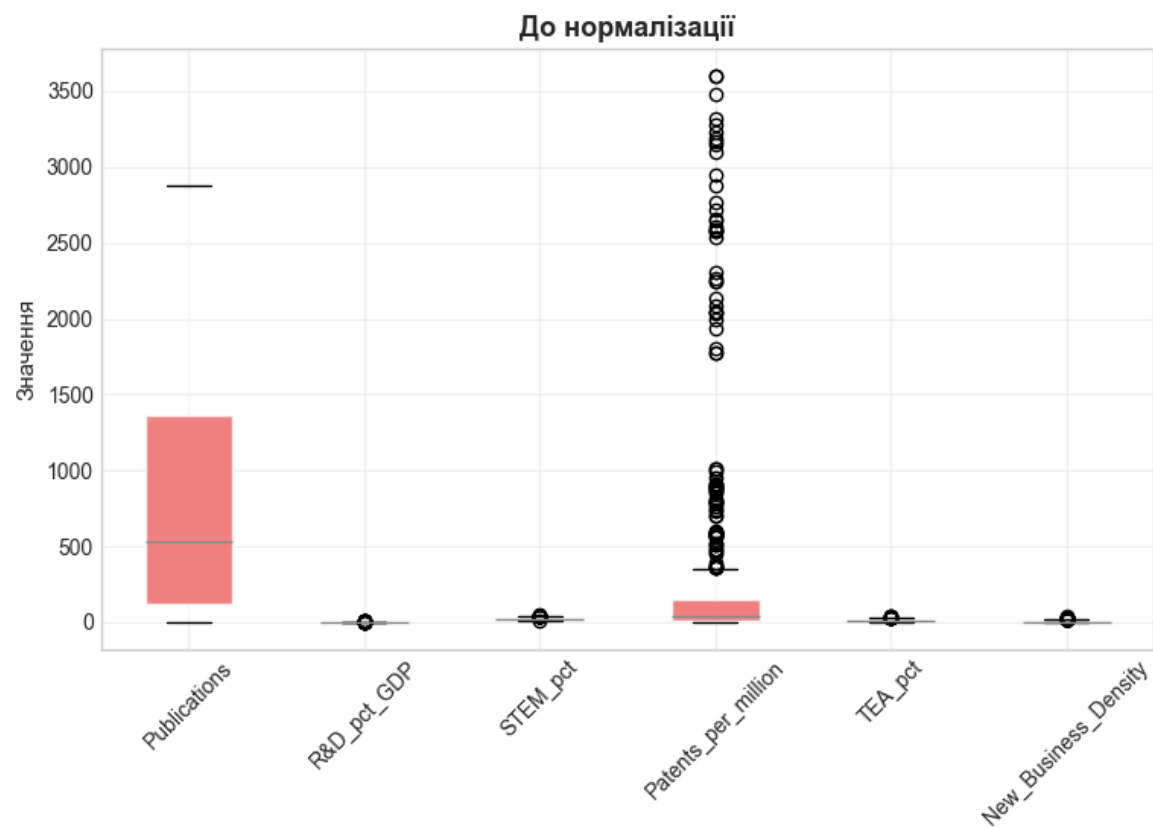 До нормалізації
Значення
3500
3000
2500
2000
1500
1000
500
0
Publications
R&D_pct_GDP
STEM_pct
Patents_per_million
TEA_pct
New_Business_Density